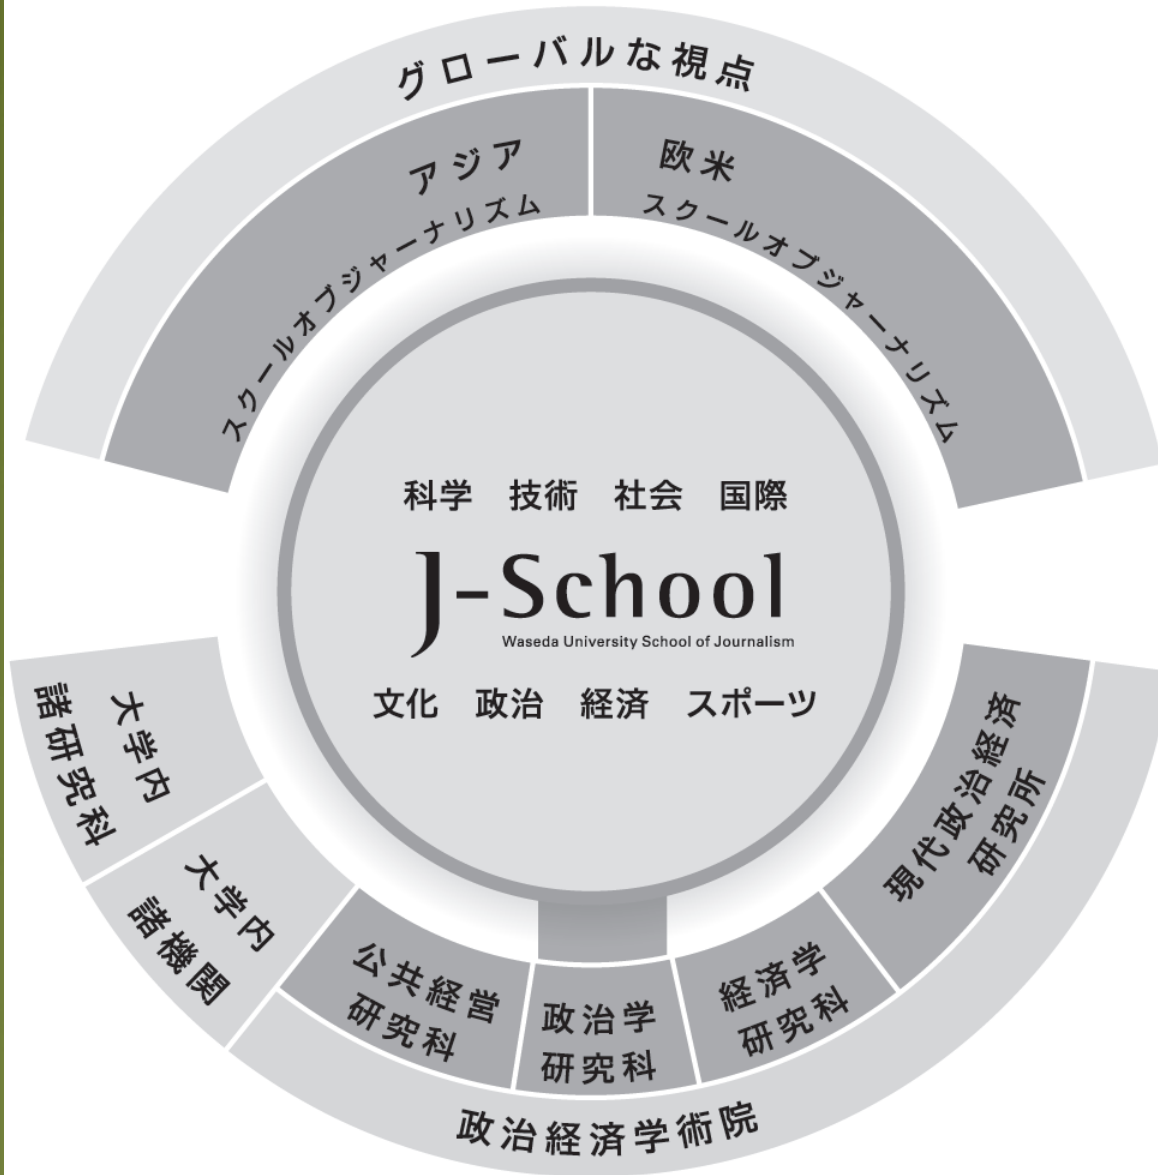 グローバルな視点
アジア
スクールオブジャーナリズム
欧米
スクールオブジャーナリズム
科学 技術 社会 国際
J-School
Waseda University School of Journalism
文化 政治 経済 スポーツ
大学内
諸研究科
大学内
諸機関
公共経営
研究科
政治学
研究科
経済学
研究科
現代政治経済
研究所
政治経済学術院